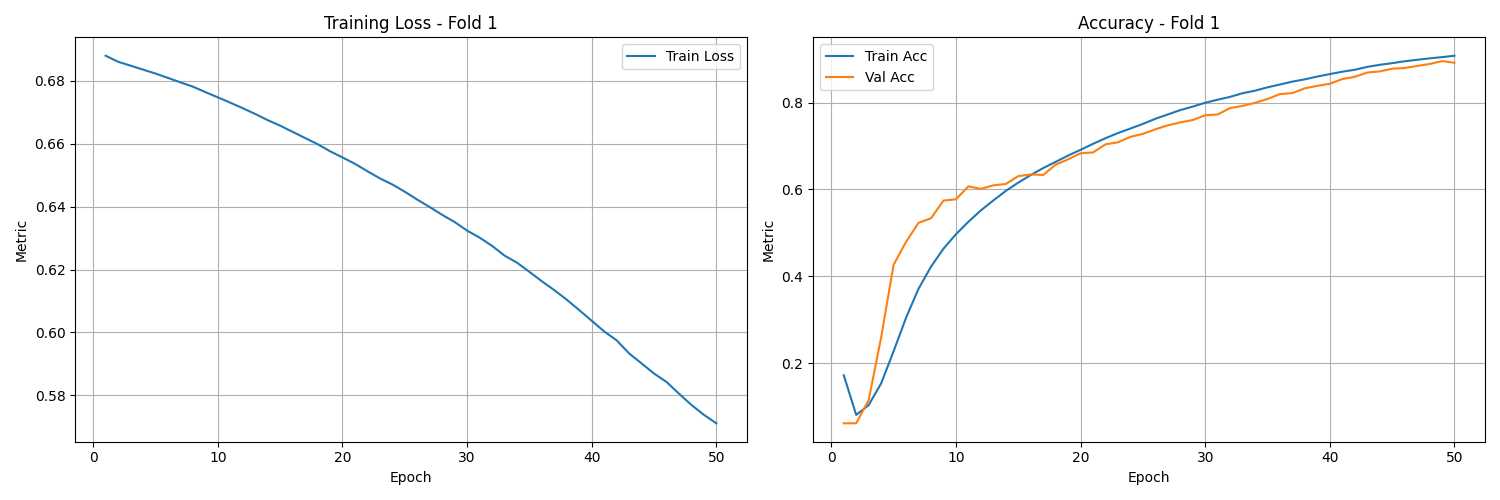 Training Loss - Fold 1
Train Loss
0.68
0.66
0.64
0.62
0.60
0.58
Metric
0
10
20
30
40
50
Epoch
Accuracy - Fold 1
Train Acc
Val Acc
0.8
0.6
0.4
0.2
Metric
0
10
20
30
40
50
Epoch